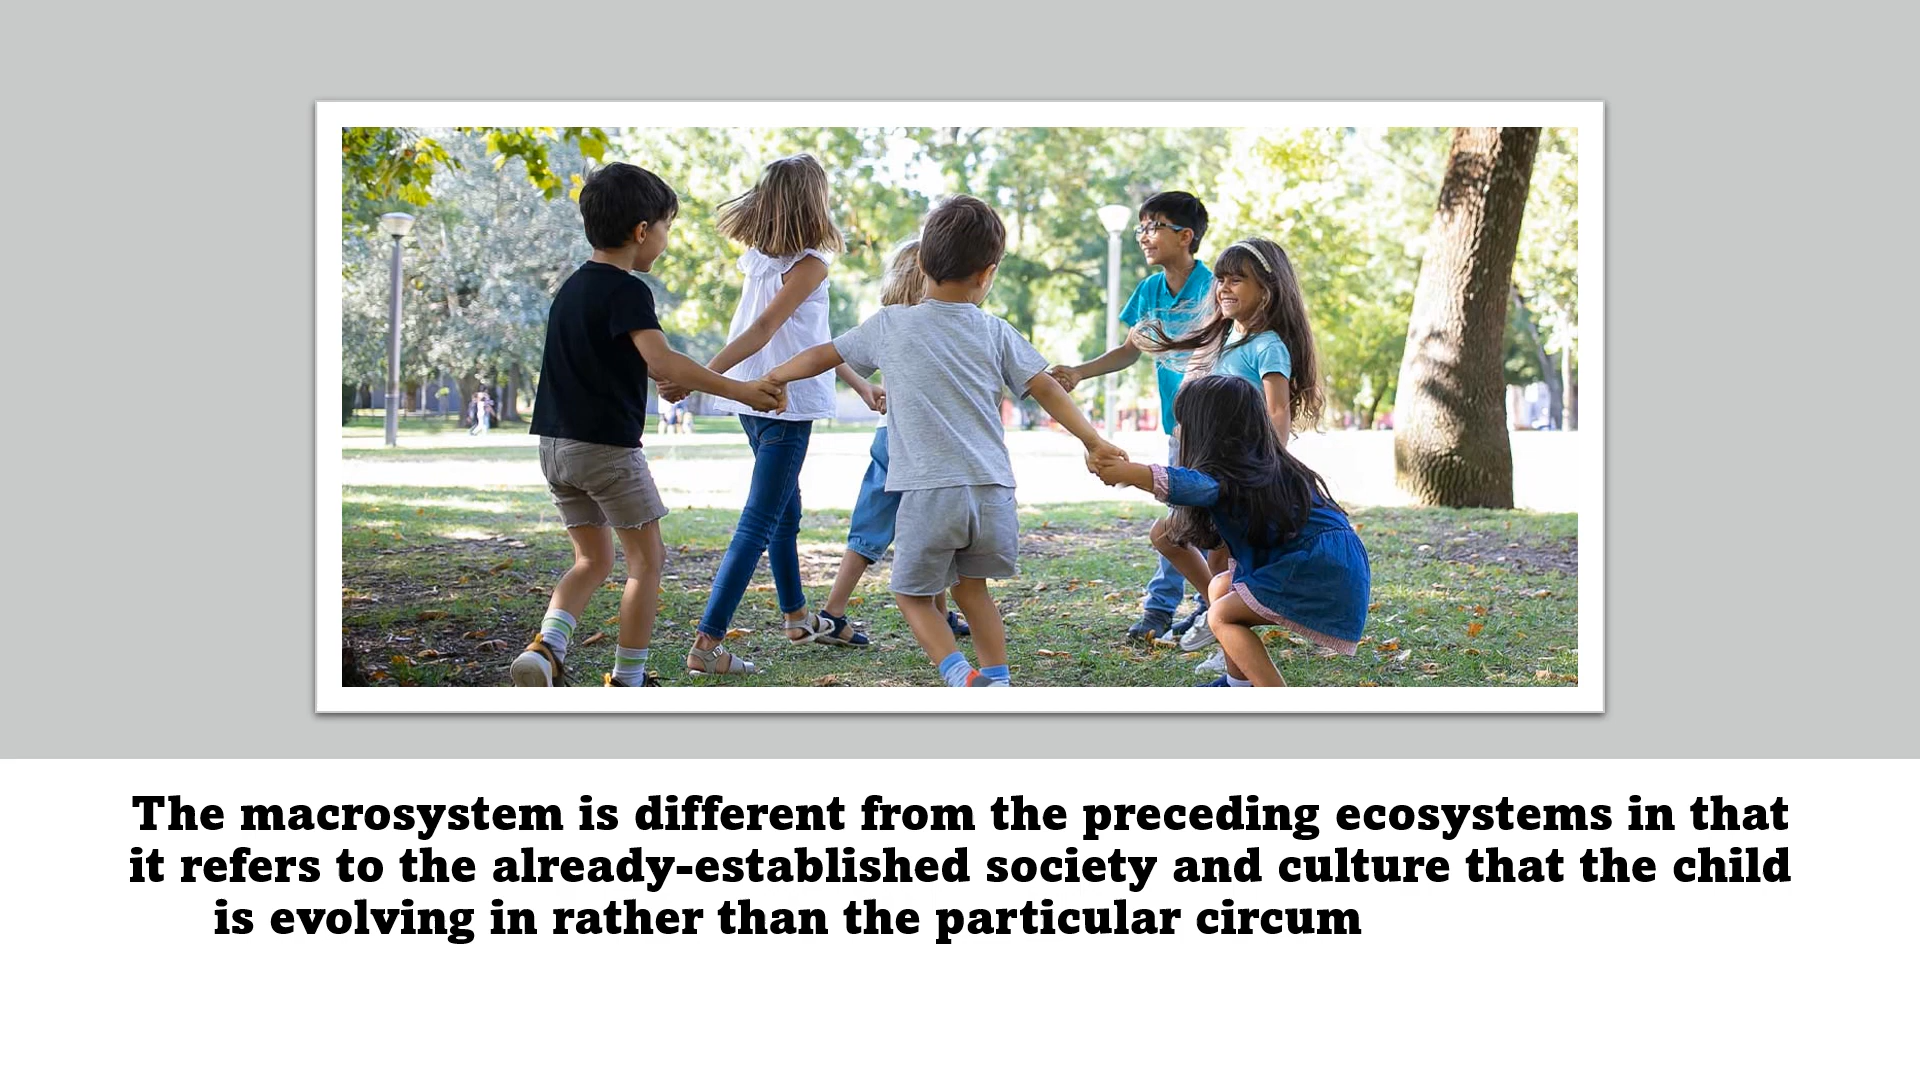 The macrosystem is different from the preceding ecosystems in that
it refers to the already-established society and culture that the child
is evolving in rather than the particular circum